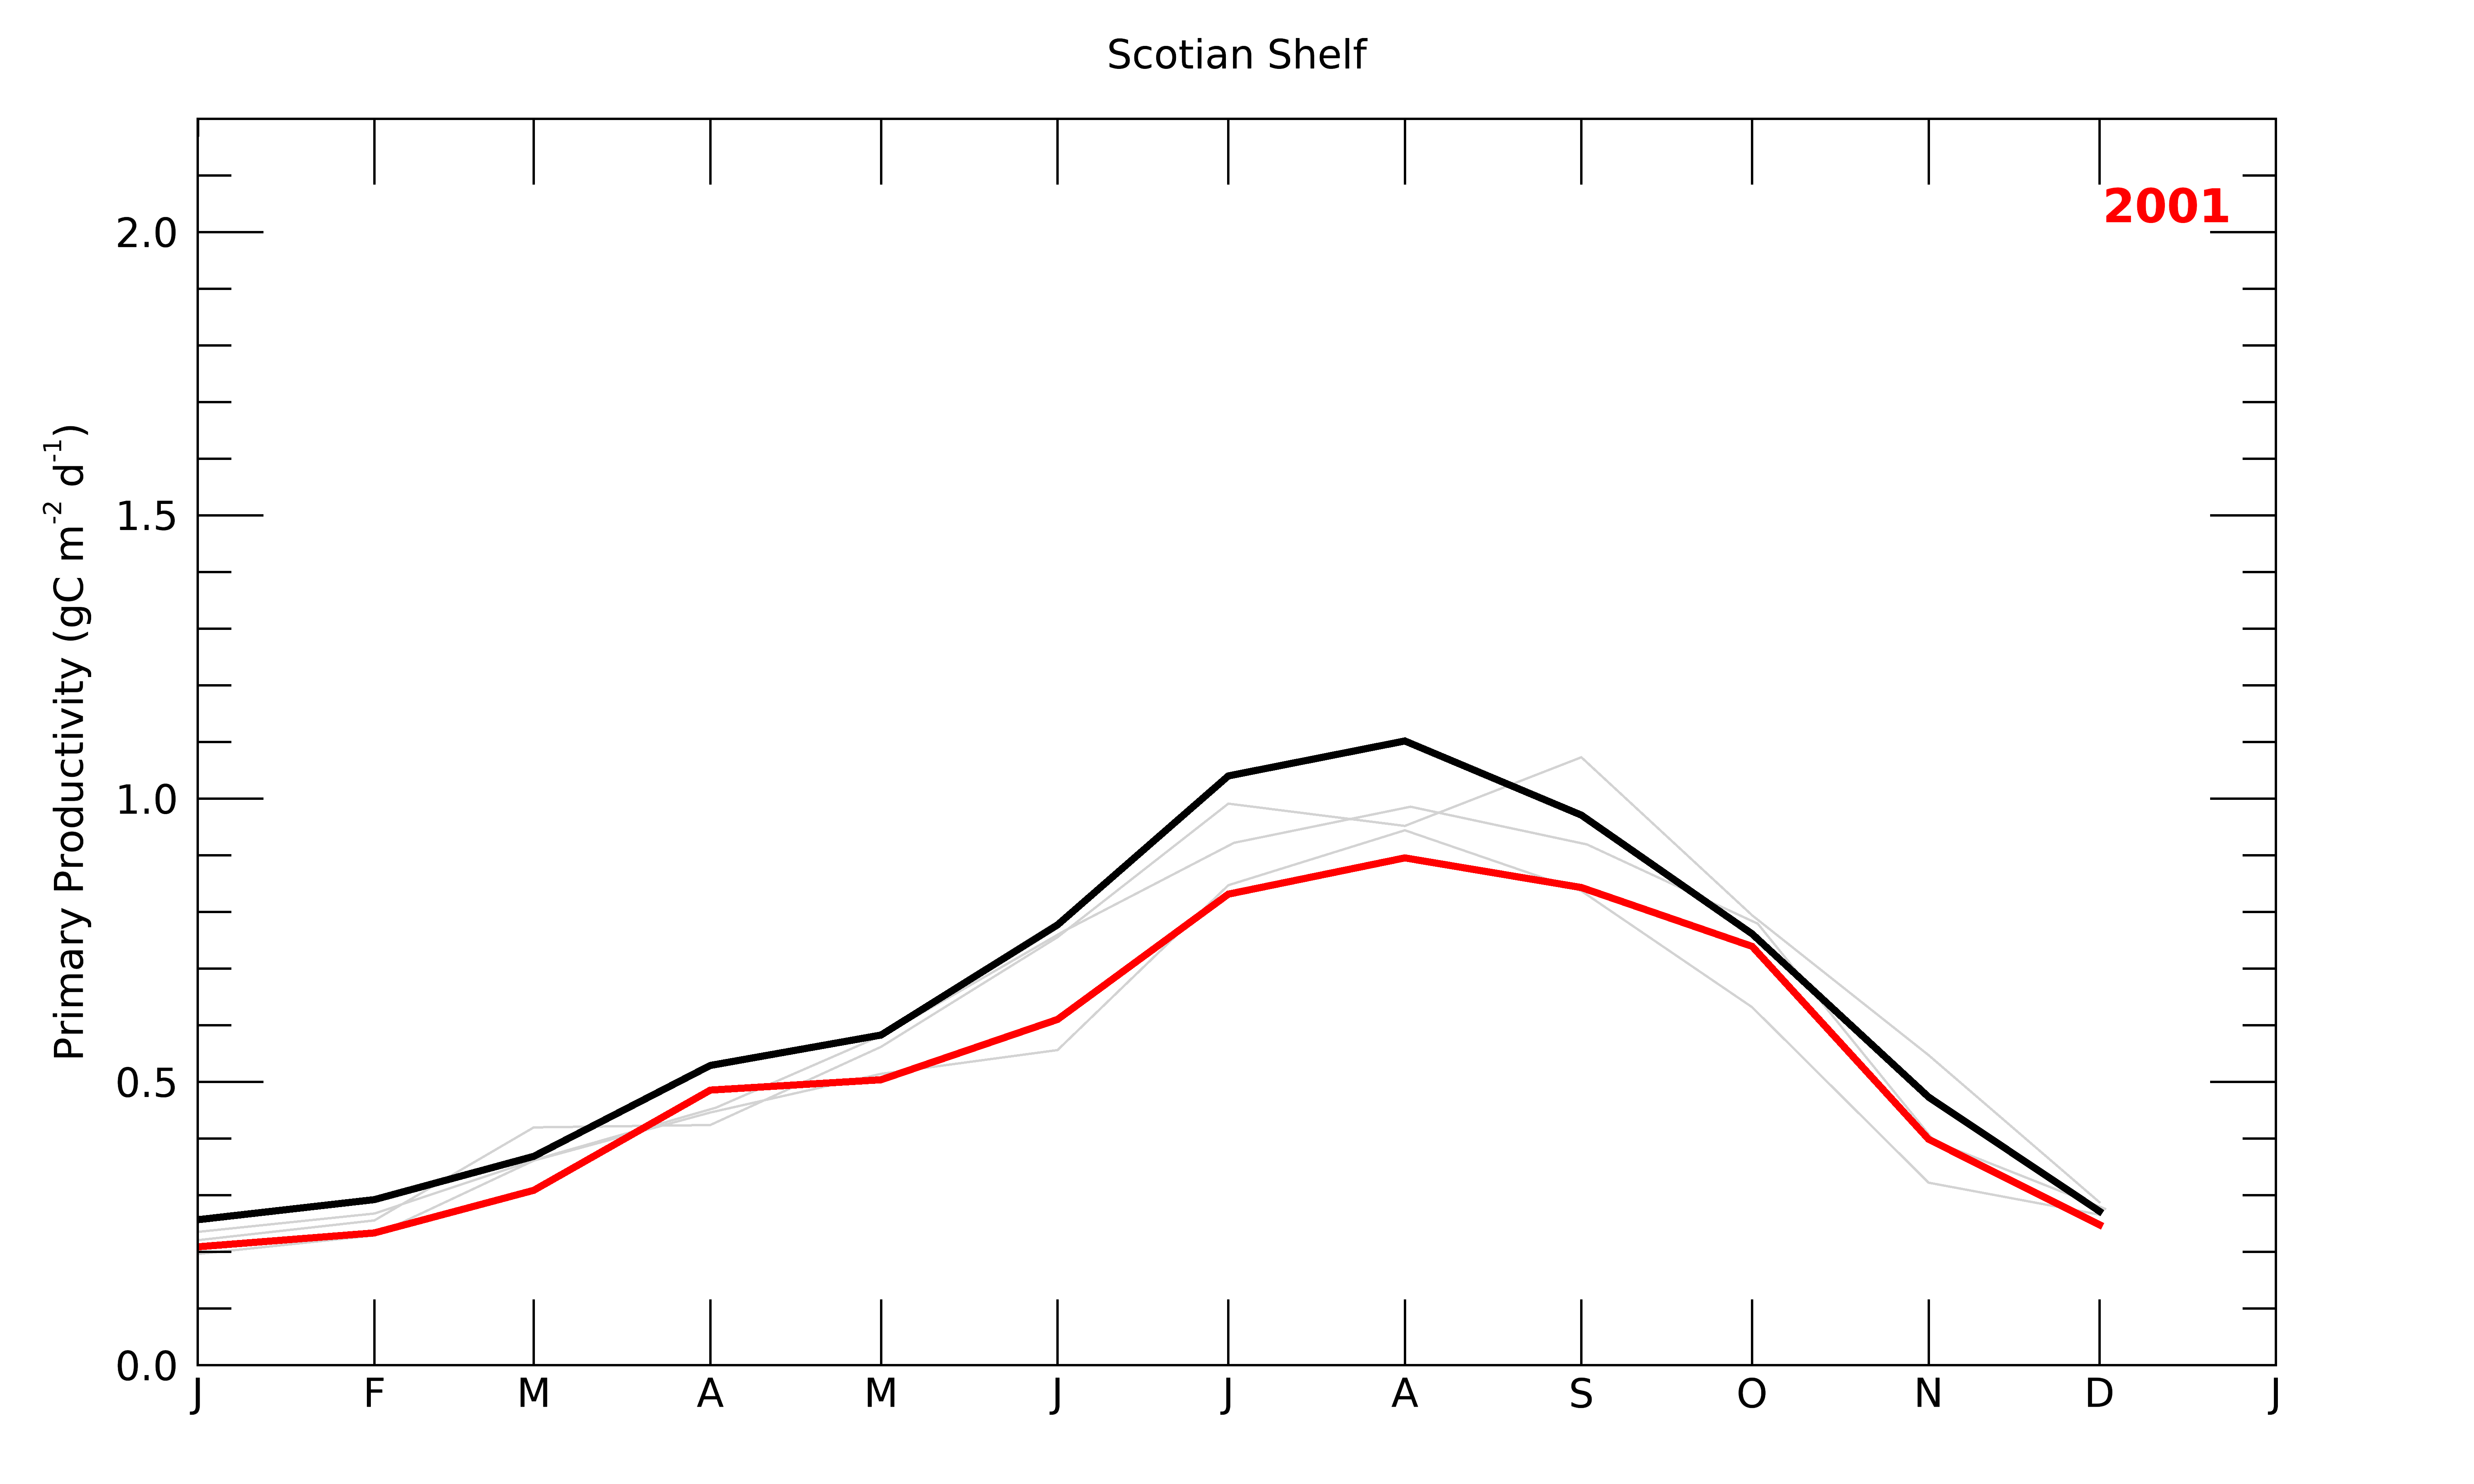 Scotian Shelf
2001
Primary Productivity (gC m-2 d-1)
2.0
1.5
1.0
0.5
0.0
J F M A M J J A S O N D J